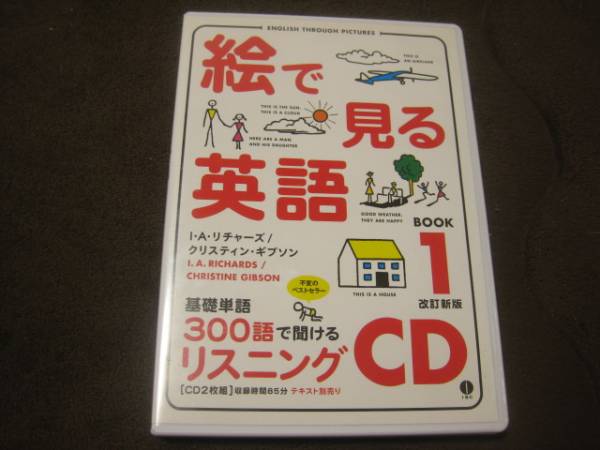 ENGLISH THROUGH PICTURES
絵で
見る
英語
THIS IS
AN AIRPLANE
THIS IS THE SUN.
THIS IS A CLOUD
HERE ARE A MAN
AND HIS DAUGHTER
GOOD WEATHER.
THEY ARE HAPPY
BOOK
1
改訂新版
I・A・リチャーズ/
クリスティン・ギブソン
I. A. RICHARDS /
CHRISTINE GIBSON
THIS IS A HOUSE
不変の
ベストセラー
基礎単語
300語で聞ける
リスニングCD
[CD2枚組]収録時間65分 テキスト別売り
IBC